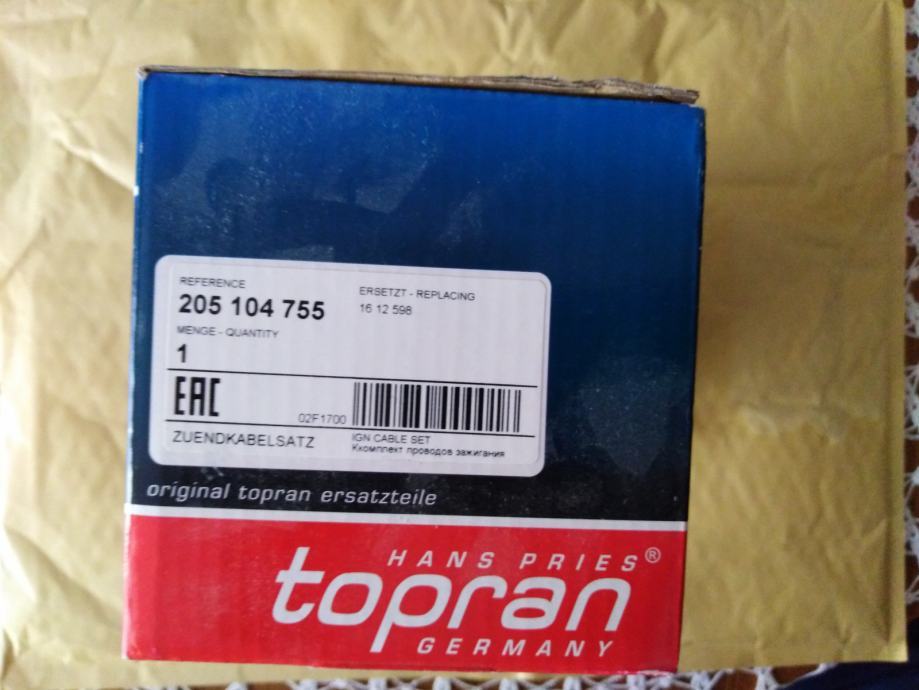 REFERENCE
205 104 755
ERSETZT - REPLACING
16 12 598
MENGE - QUANTITY
1
EAC
02F1700
ZUENDKABELSATZ
IGN CABLE SET
Ккомплект проводов зажигания
original topran ersatzteile
HANS PRIES®
topran
GERMANY